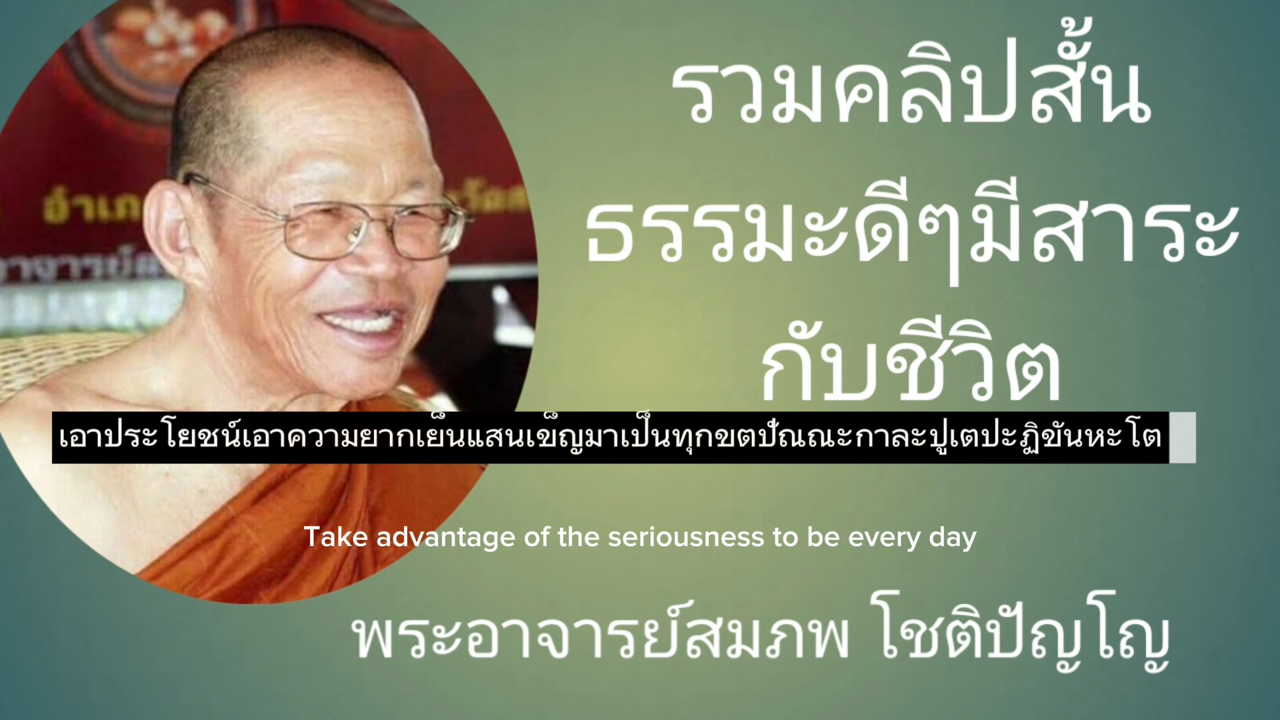 รวมคลิปสั้น
ธรรมะดีๆมีสาระ
กับชีวิต
อำเภ
เอาประโยชน์เอาความยากเย็นแสนเข็ญมาเป็นทุกขตปัณณะกาละปูเตปะฏิขันหะโต
Take advantage of the seriousness to be every day
พระอาจารย์สมภพ โชติปัญโญ